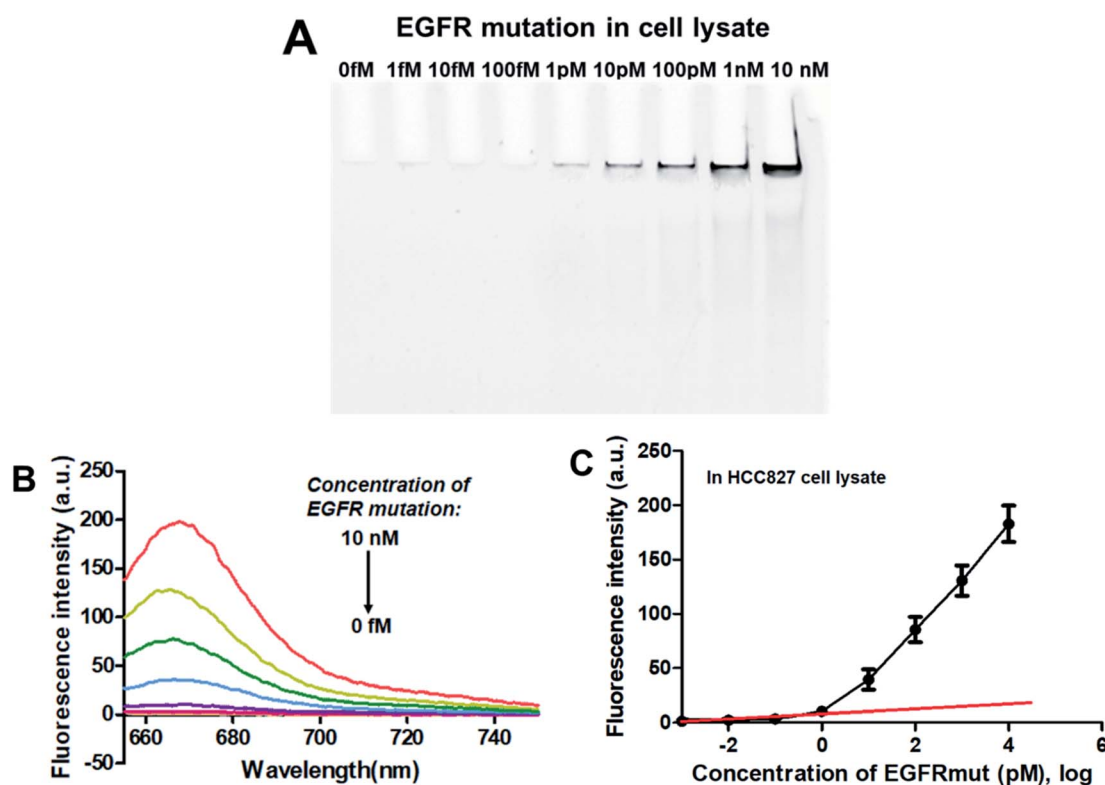 A
EGFR mutation in cell lysate
0fM 1fM 10fM 100fM 1pM 10pM 100pM 1nM 10 nM
B
Fluorescence intensity (a.u.)
250
200
150
100
50
0
-50
660 680 700 720 740
Wavelength(nm)
Concentration of
EGFR mutation:
10 nM
0 fM
C
Fluorescence intensity (a.u.)
250
200
150
100
50
0
In HCC827 cell lysate
-2 0 2 4 6
Concentration of EGFRmut (pM), log